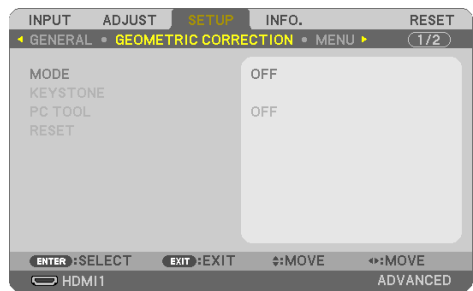 INPUT ADJUST SETUP INFO. RESET
GENERAL • GEOMETRIC CORRECTION • MENU 1/2
MODE OFF
KEYSTONE
PC TOOL OFF
RESET
ENTER :SELECT EXIT :EXIT :MOVE :MOVE
HDMI1 ADVANCED